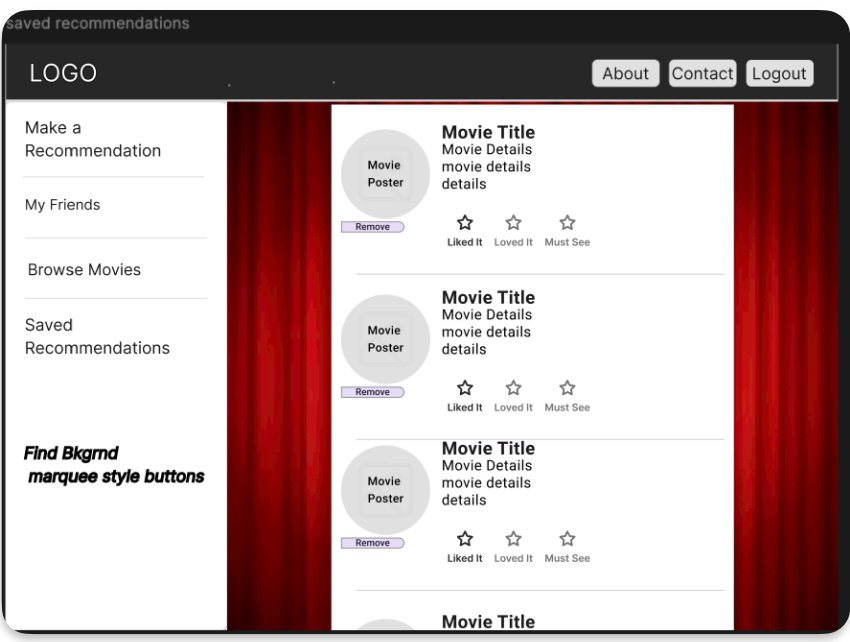 saved recommendations
LOGO
About
Contact
Logout
Make a
Recommendation
My Friends
Browse Movies
Saved
Recommendations
Find Bkgrnd
marquee style buttons
Movie
Poster
Remove
Movie Title
Movie Details
movie details
details
Liked It
Loved It
Must See
Movie
Poster
Remove
Movie Title
Movie Details
movie details
details
Liked It
Loved It
Must See
Movie
Poster
Remove
Movie Title
Movie Details
movie details
details
Liked It
Loved It
Must See
Movie Title